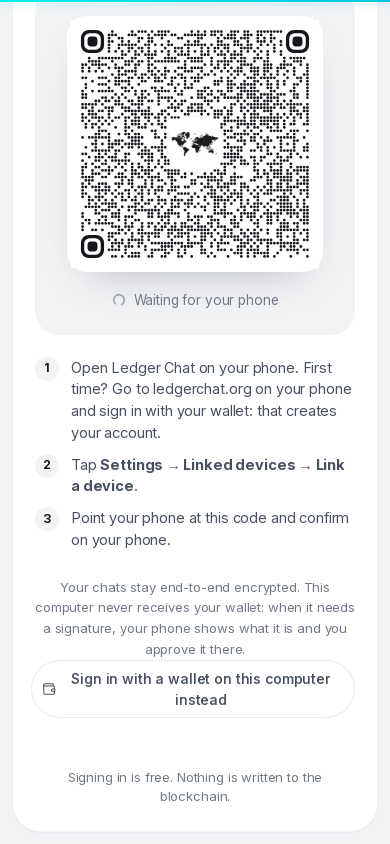 Waiting for your phone
1 Open Ledger Chat on your phone. First
time? Go to ledgerchat.org on your phone
and sign in with your wallet: that creates
your account.
2 Tap Settings → Linked devices → Link
a device.
3 Point your phone at this code and confirm
on your phone.
Your chats stay end-to-end encrypted. This
computer never receives your wallet: when it needs
a signature, your phone shows what it is and you
approve it there.
Sign in with a wallet on this computer
instead
Signing in is free. Nothing is written to the
blockchain.